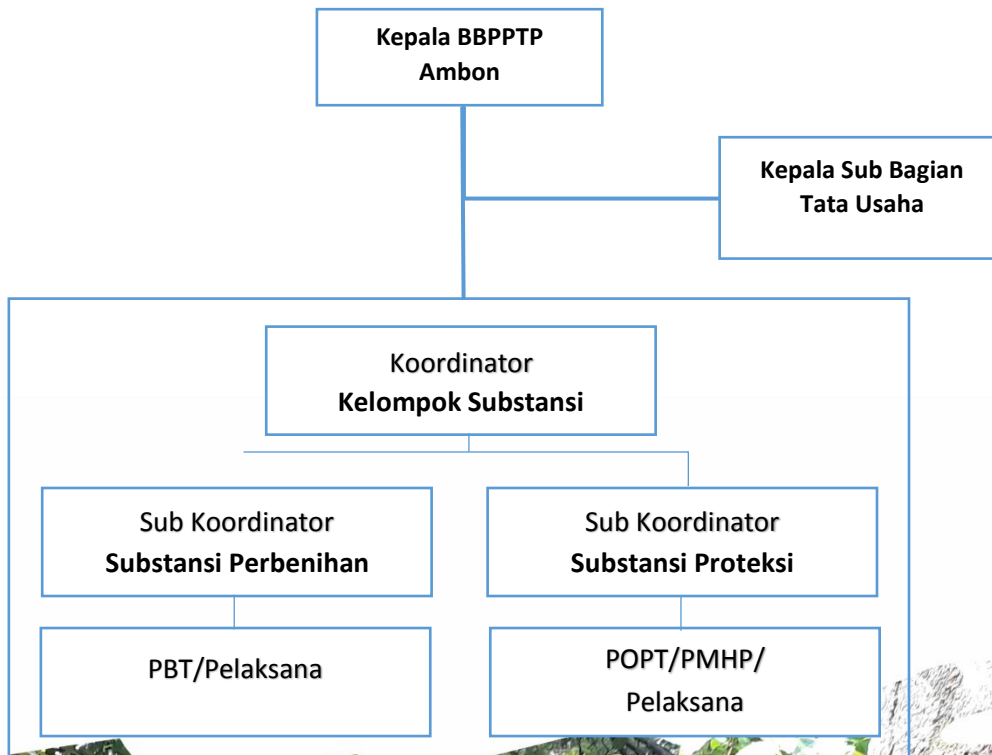 Kepala BBPPTP
Ambon
Kepala Sub Bagian
Tata Usaha
Koordinator
Kelompok Substansi
Sub Koordinator
Substansi Perbenihan
Sub Koordinator
Substansi Proteksi
PBT/Pelaksana
POPT/PMHP/
Pelaksana